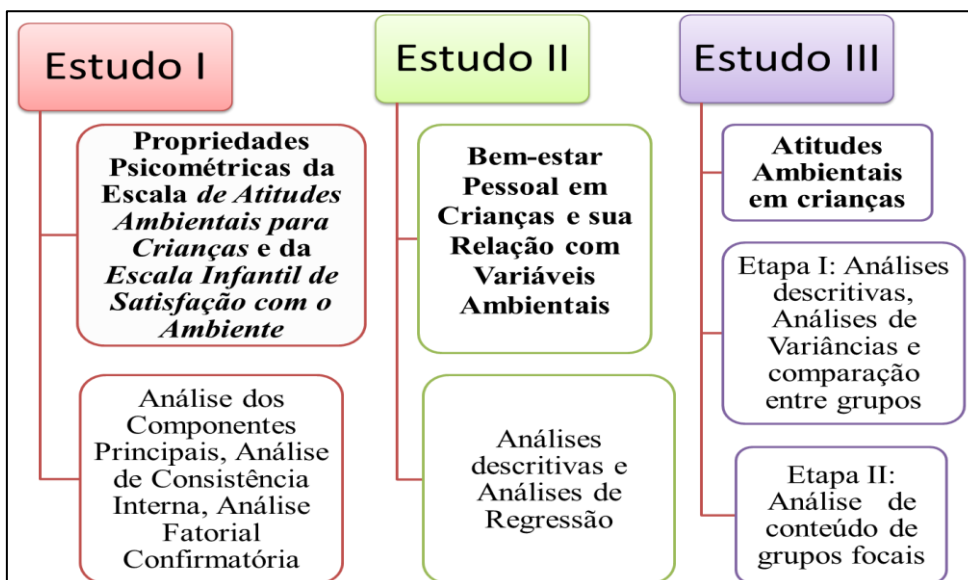 Estudo I
Propriedades
Psicométricas da
Escala de Atitudes
Ambientais para
Crianças e da
Escala Infantil de
Satisfação com o
Ambiente
Análise dos
Componentes
Principais, Análise
de Consistência
Interna, Análise
Fatorial
Confirmatória
Estudo II
Bem-estar
Pessoal em
Crianças e sua
Relação com
Variáveis
Ambientais
Análises
descritivas e
Análises de
Regressão
Estudo III
Atitudes
Ambientais
em crianças
Etapa I: Análises
descritivas,
Análises de
Variâncias e
comparação
entre grupos
Etapa II:
Análise de
conteúdo de
grupos focais